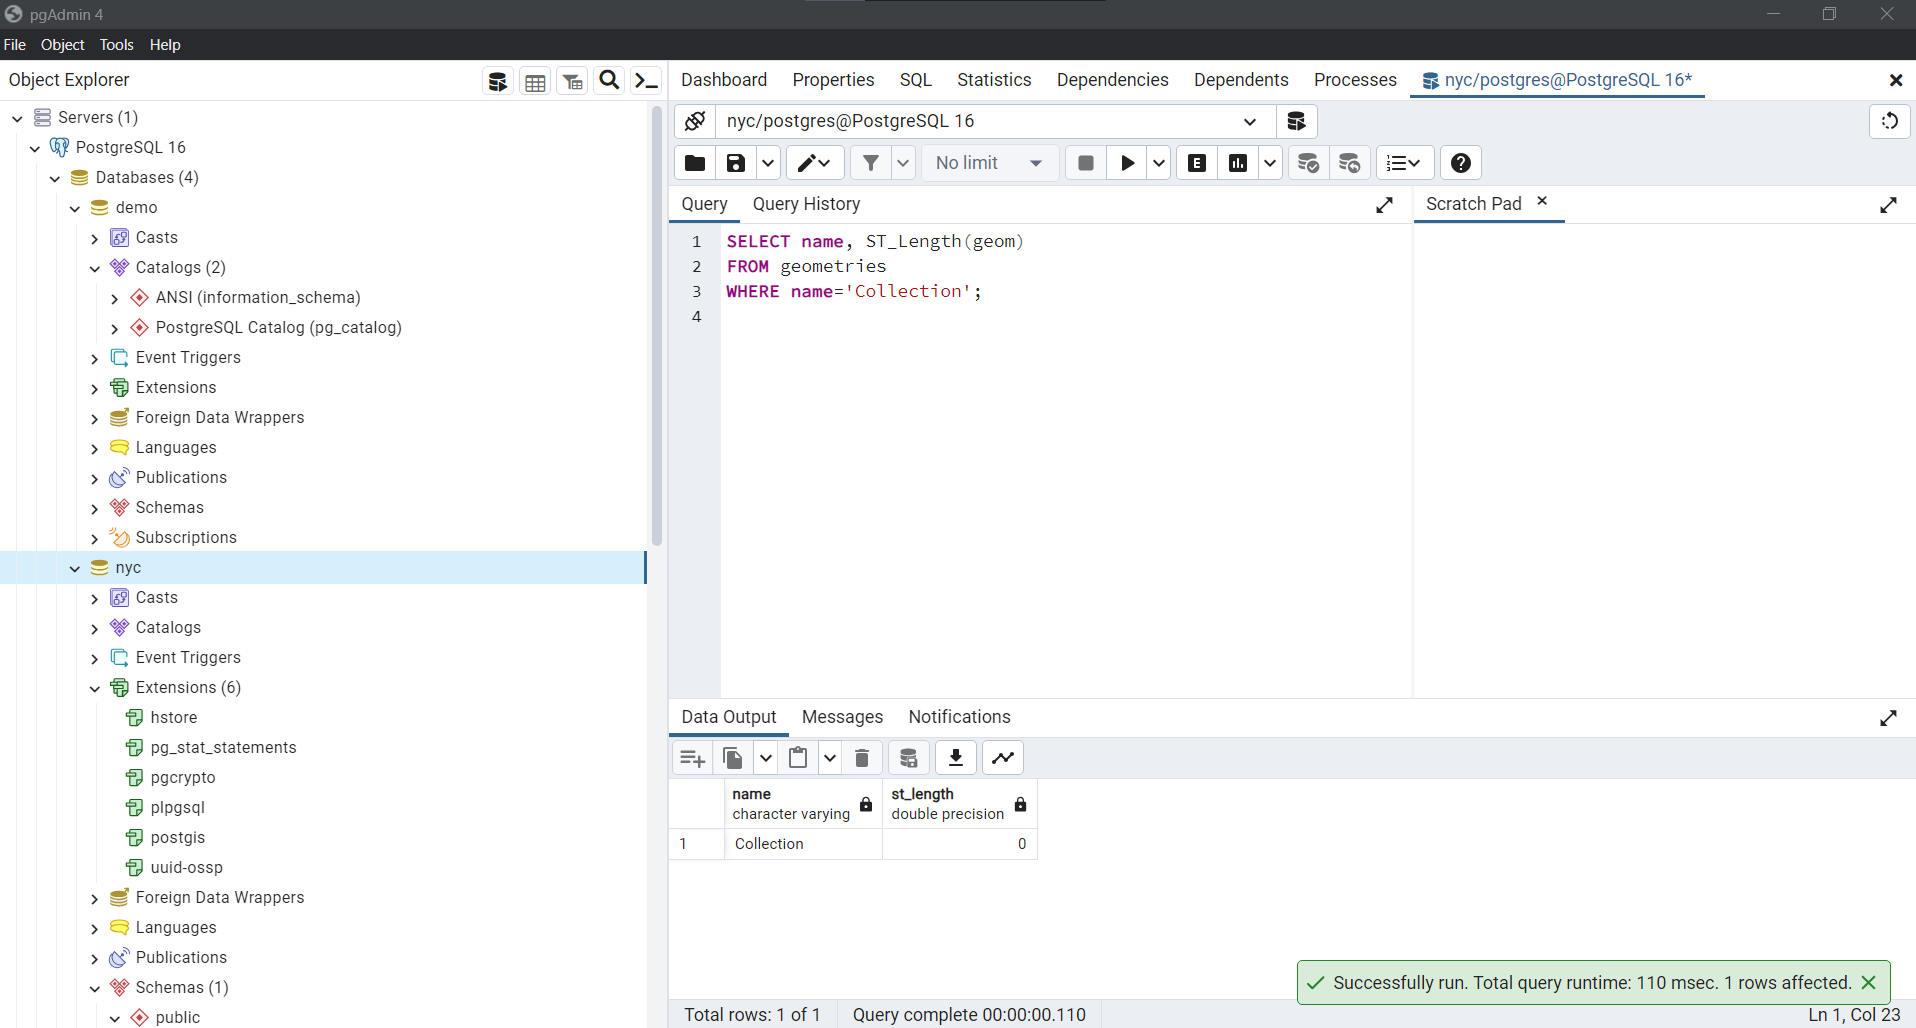 pgAdmin 4
File Object Tools Help
Object Explorer
Servers (1)
PostgreSQL 16
Databases (4)
demo
Casts
Catalogs (2)
ANSI (information_schema)
PostgreSQL Catalog (pg_catalog)
Event Triggers
Extensions
Foreign Data Wrappers
Languages
Publications
Schemas
Subscriptions
nyc
Casts
Catalogs
Event Triggers
Extensions (6)
hstore
pg_stat_statements
pgcrypto
plpgsql
postgis
uuid-ossp
Foreign Data Wrappers
Languages
Publications
Schemas (1)
public
Dashboard Properties SQL Statistics Dependencies Dependents Processes nyc/postgres@PostgreSQL 16*
nyc/postgres@PostgreSQL 16
No limit
E
Query Query History
Scratch Pad
1 SELECT name, ST_Length(geom)
2 FROM geometries
3 WHERE name='Collection';
4
Data Output Messages Notifications
name st_length
character varying double precision
1 Collection 0
Successfully run. Total query runtime: 110 msec. 1 rows affected.
Total rows: 1 of 1 Query complete 00:00:00.110 Ln 1, Col 23